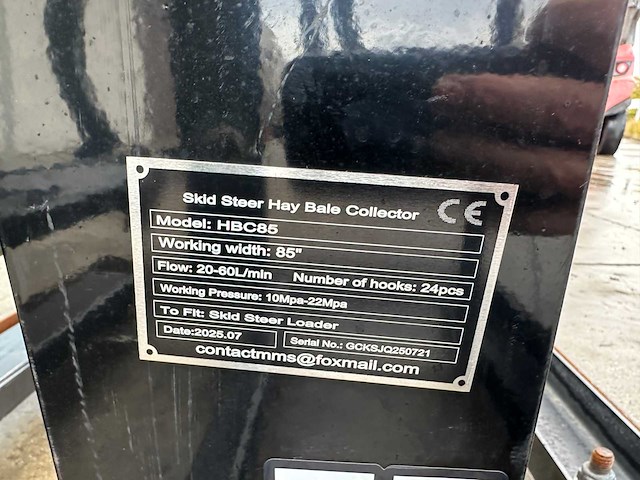 Skid Steer Hay Bale Collector CE
Model: HBC85
Working width: 85"
Flow: 20-60L/min Number of hooks: 24pcs
Working Pressure: 10Mpa-22Mpa
To Fit: Skid Steer Loader
Date:2025.07 Serial No.: GCKSJQ250721
contactmms@foxmail.com